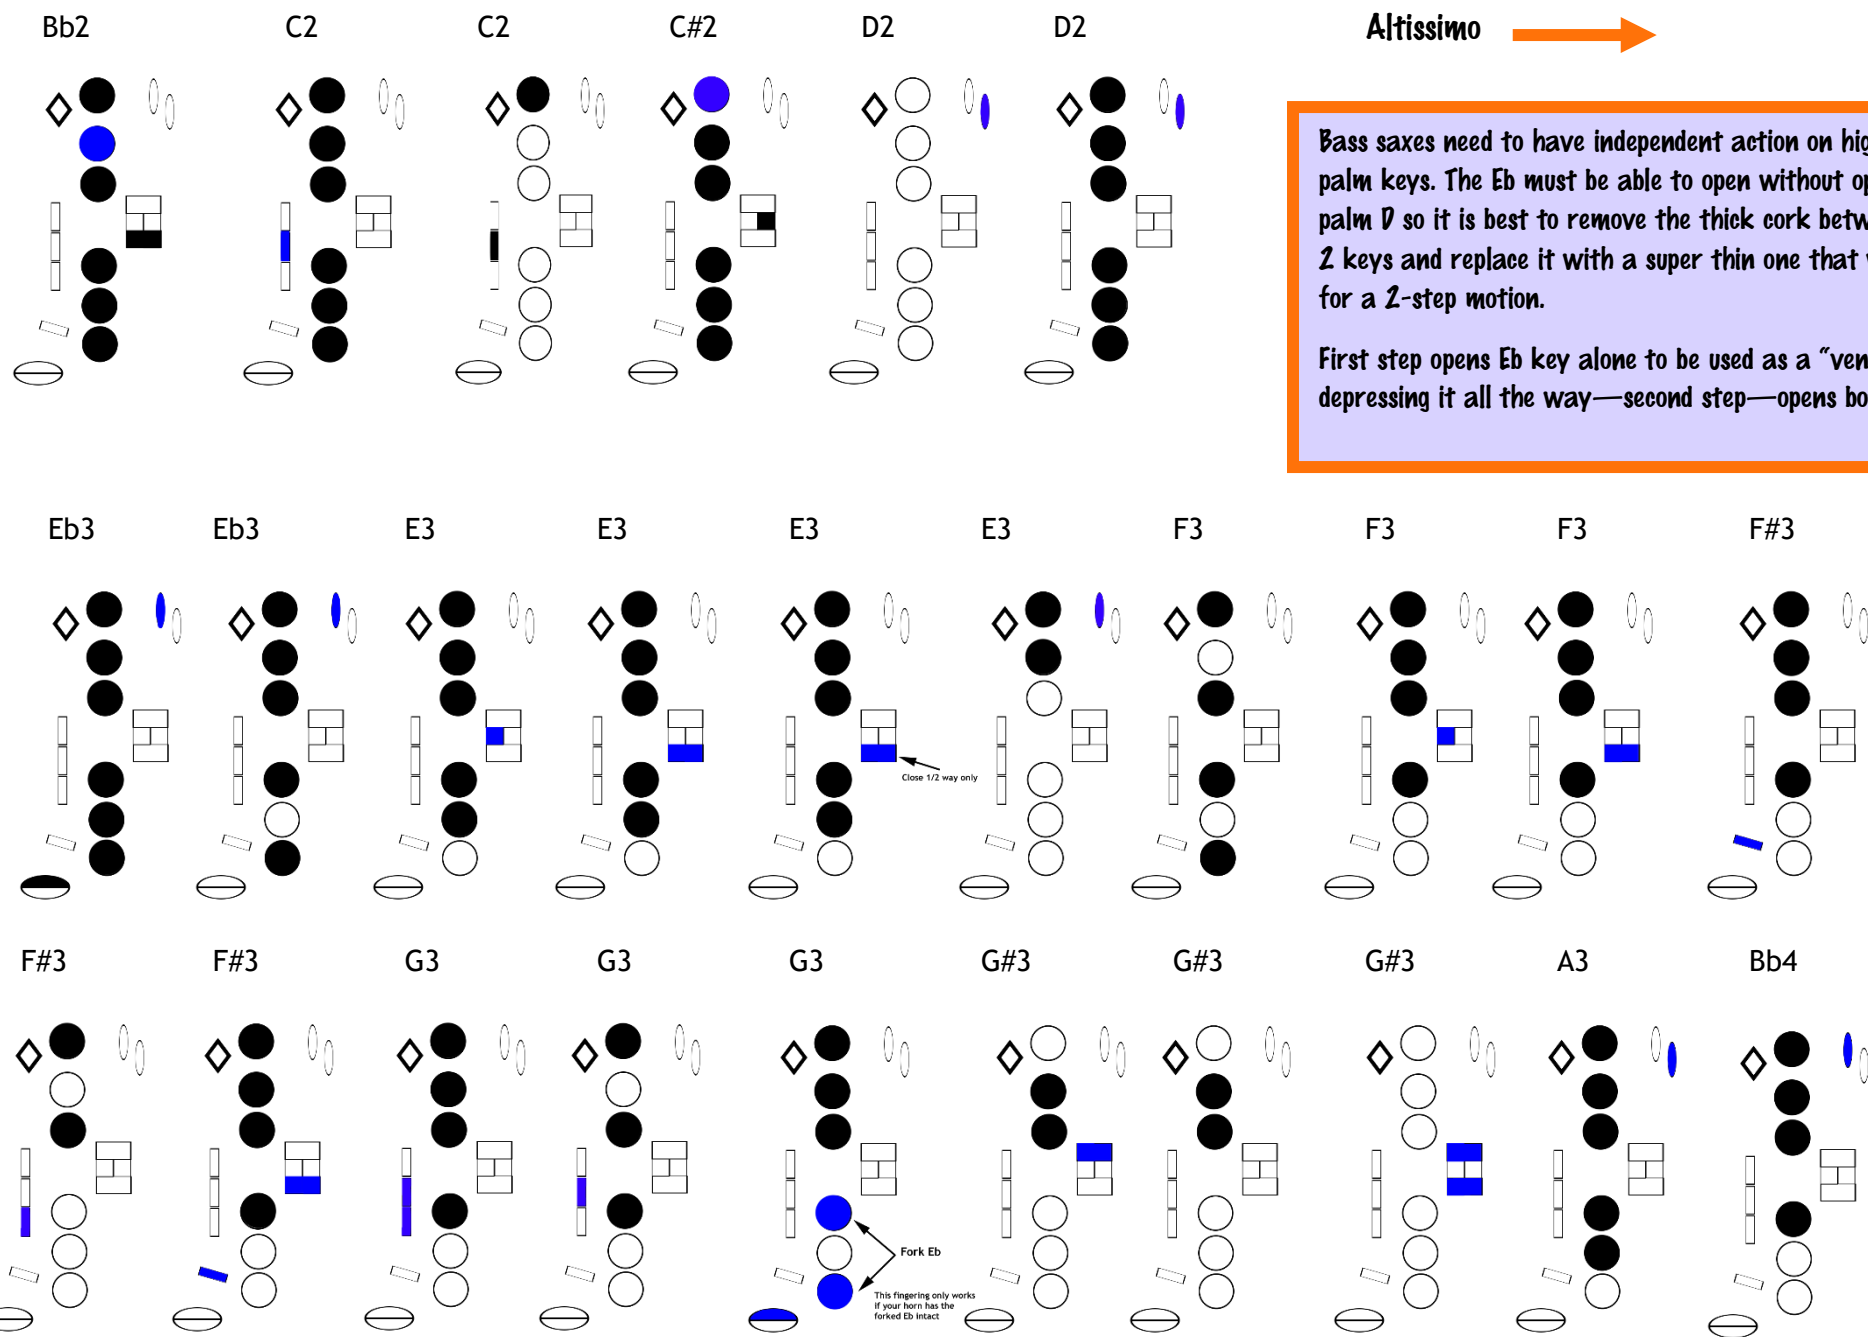 Bb2 C2 C2 C#2 D2 D2 Altissimo
Bass saxes need to have independent action on hig
palm keys. The Eb must be able to open without op
palm D so it is best to remove the thick cork betw
2 keys and replace it with a super thin one that
for a 2-step motion.
First step opens Eb key alone to be used as a “ven
depressing it all the way—second step—opens bo
Eb3 Eb3 E3 E3 E3 E3 F3 F3 F3 F#3
Close 1/2 way only
F#3 F#3 G3 G3 G3 G#3 G#3 G#3 A3 Bb4
Fork Eb
This fingering only works
if your horn has the
forked Eb intact